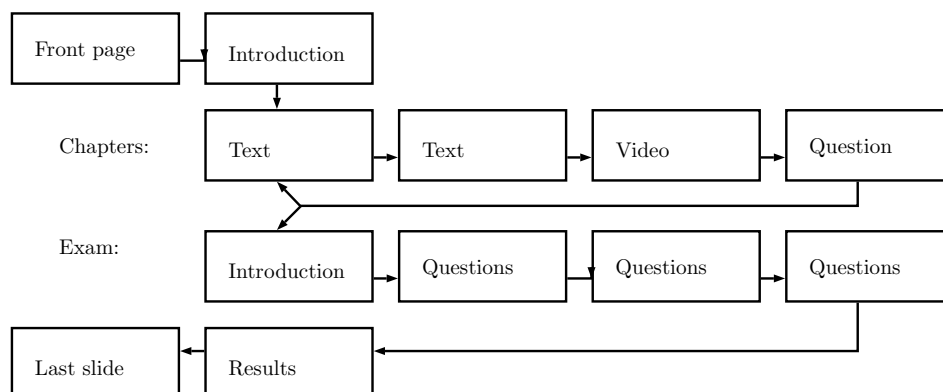 Front page
Introduction
Chapters:
Text
Text
Video
Question
Exam:
Introduction
Questions
Questions
Questions
Last slide
Results